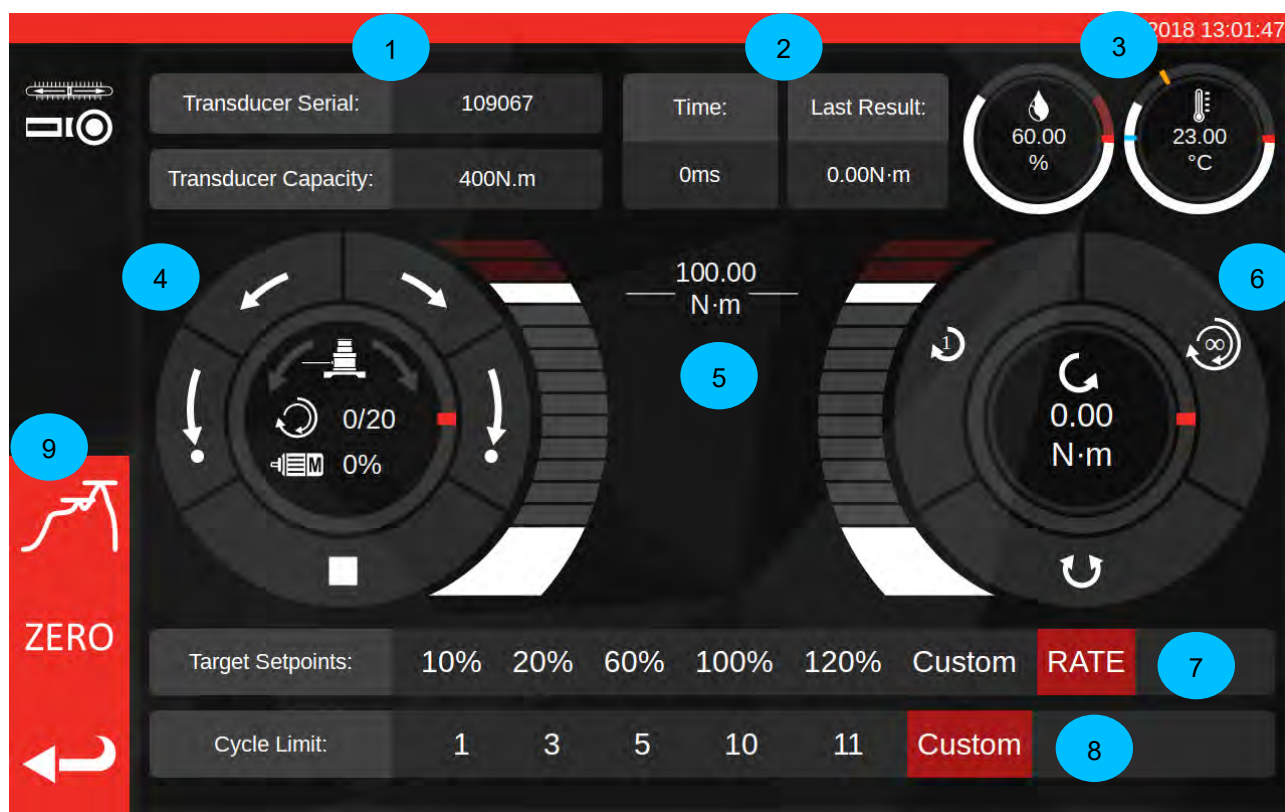 2018 13:01:47
1
2
3
Transducer Serial: 109067
Transducer Capacity: 400N.m
Time: Last Result:
0ms 0.00N·m
60.00
%
23.00
°C
4
0/20
M 0%
100.00
N·m
5
6
1
∞
0.00
N·m
9
ZERO
Target Setpoints: 10% 20% 60% 100% 120% Custom RATE 7
Cycle Limit: 1 3 5 10 11 Custom 8